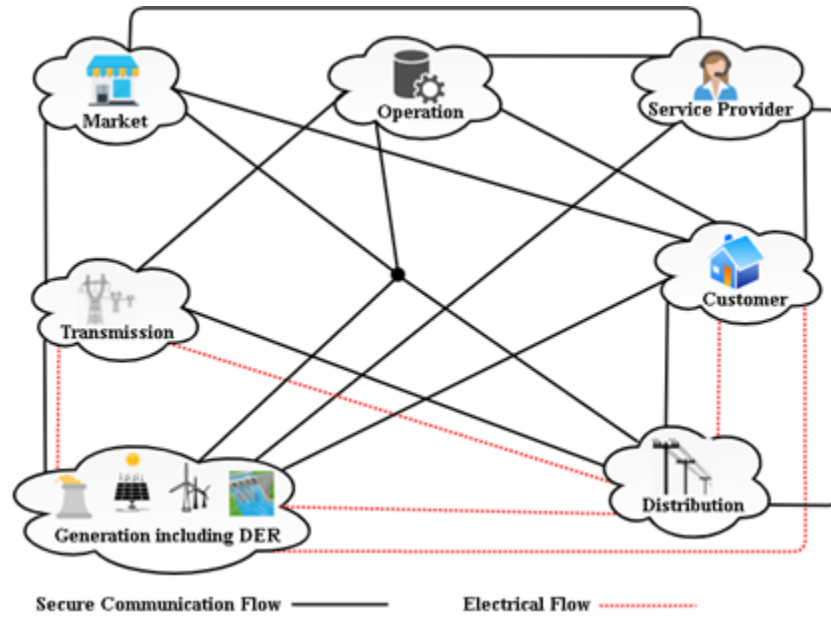 Market
Operation
Service Provider
Customer
Transmission
Distribution
Generation including DER
Secure Communication Flow
Electrical Flow